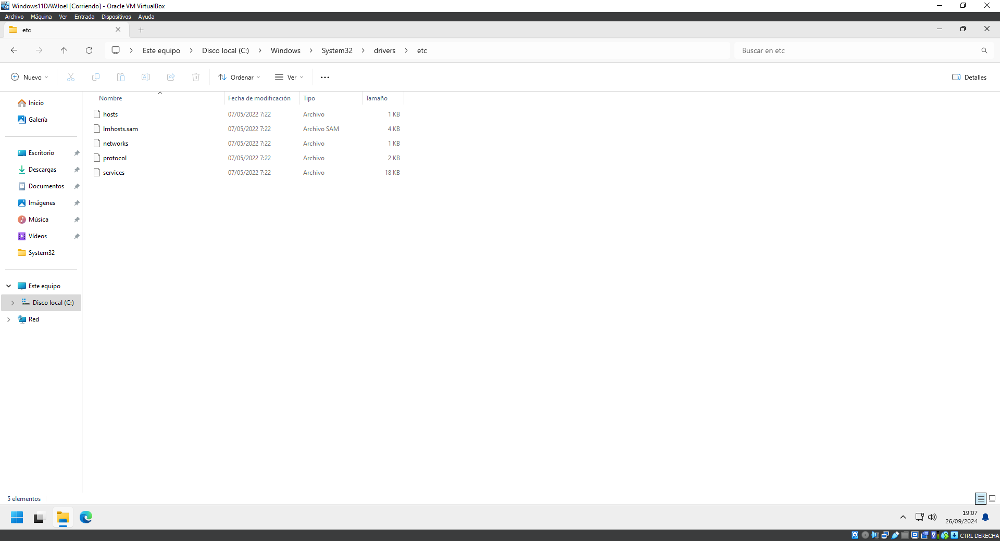 Windows11DAWJoel [Corriendo] - Oracle VM VirtualBox
Archivo Máquina Ver Entrada Dispositivos Ayuda
etc
Este equipo > Disco local (C:) > Windows > System32 > drivers > etc
Buscar en etc
Nuevo Ordenar Ver ... Detalles
Nombre Fecha de modificación Tipo Tamaño
hosts 07/05/2022 7:22 Archivo 1 KB
lmhosts.sam 07/05/2022 7:22 Archivo SAM 4 KB
networks 07/05/2022 7:22 Archivo 1 KB
protocol 07/05/2022 7:22 Archivo 2 KB
services 07/05/2022 7:22 Archivo 18 KB
Inicio
Galería
Escritorio
Descargas
Documentos
Imágenes
Música
Vídeos
System32
Este equipo
Disco local (C:)
Red
5 elementos
19:07
26/09/2024
CTRL DERECHA